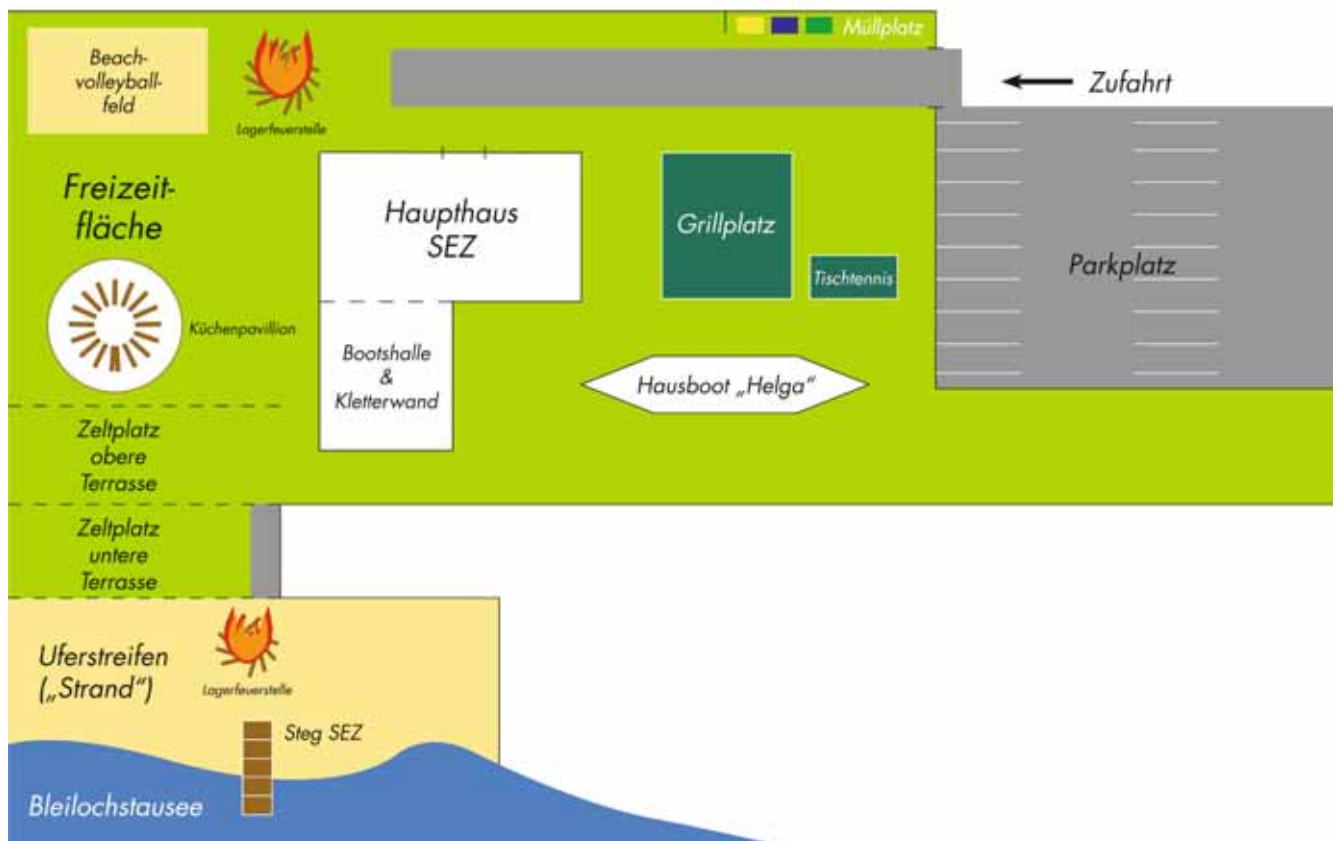 Müllplatz
Beach-
volleyball-
feld
Lagerfeuerstelle
Zufahrt
Freizeit-
fläche
Haupthaus
SEZ
Grillplatz
Tischtennis
Parkplatz
Küchenpavillion
Bootshalle
&
Kletterwand
Hausboot „Helga“
Zeltplatz
obere
Terrasse
Zeltplatz
untere
Terrasse
Uferstreifen
(„Strand“)
Lagerfeuerstelle
Steg SEZ
Bleilochstausee